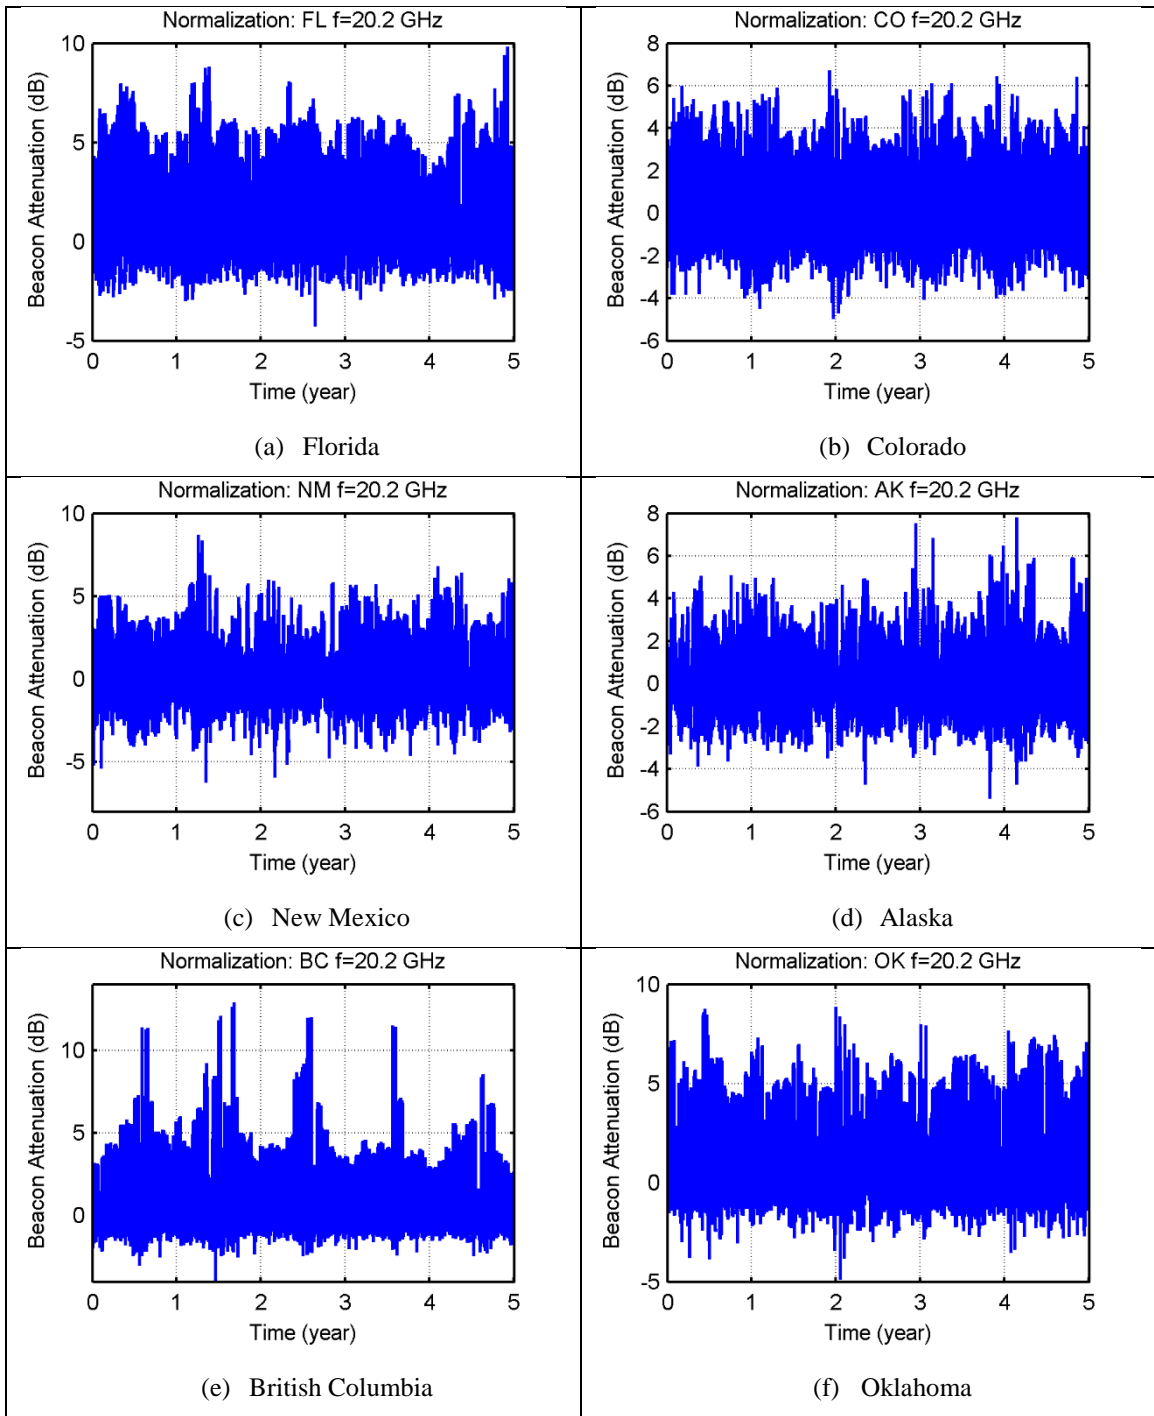 Normalization: FL f=20.2 GHz
10
5
0
-5
Beacon Attenuation (dB)
0 1 2 3 4 5
Time (year)
(a) Florida
Normalization: CO f=20.2 GHz
8
6
4
2
0
-2
-4
-6
Beacon Attenuation (dB)
0 1 2 3 4 5
Time (year)
(b) Colorado
Normalization: NM f=20.2 GHz
10
5
0
-5
Beacon Attenuation (dB)
0 1 2 3 4 5
Time (year)
(c) New Mexico
Normalization: AK f=20.2 GHz
8
6
4
2
0
-2
-4
-6
Beacon Attenuation (dB)
0 1 2 3 4 5
Time (year)
(d) Alaska
Normalization: BC f=20.2 GHz
10
5
0
Beacon Attenuation (dB)
0 1 2 3 4 5
Time (year)
(e) British Columbia
Normalization: OK f=20.2 GHz
10
5
0
-5
Beacon Attenuation (dB)
0 1 2 3 4 5
Time (year)
(f) Oklahoma